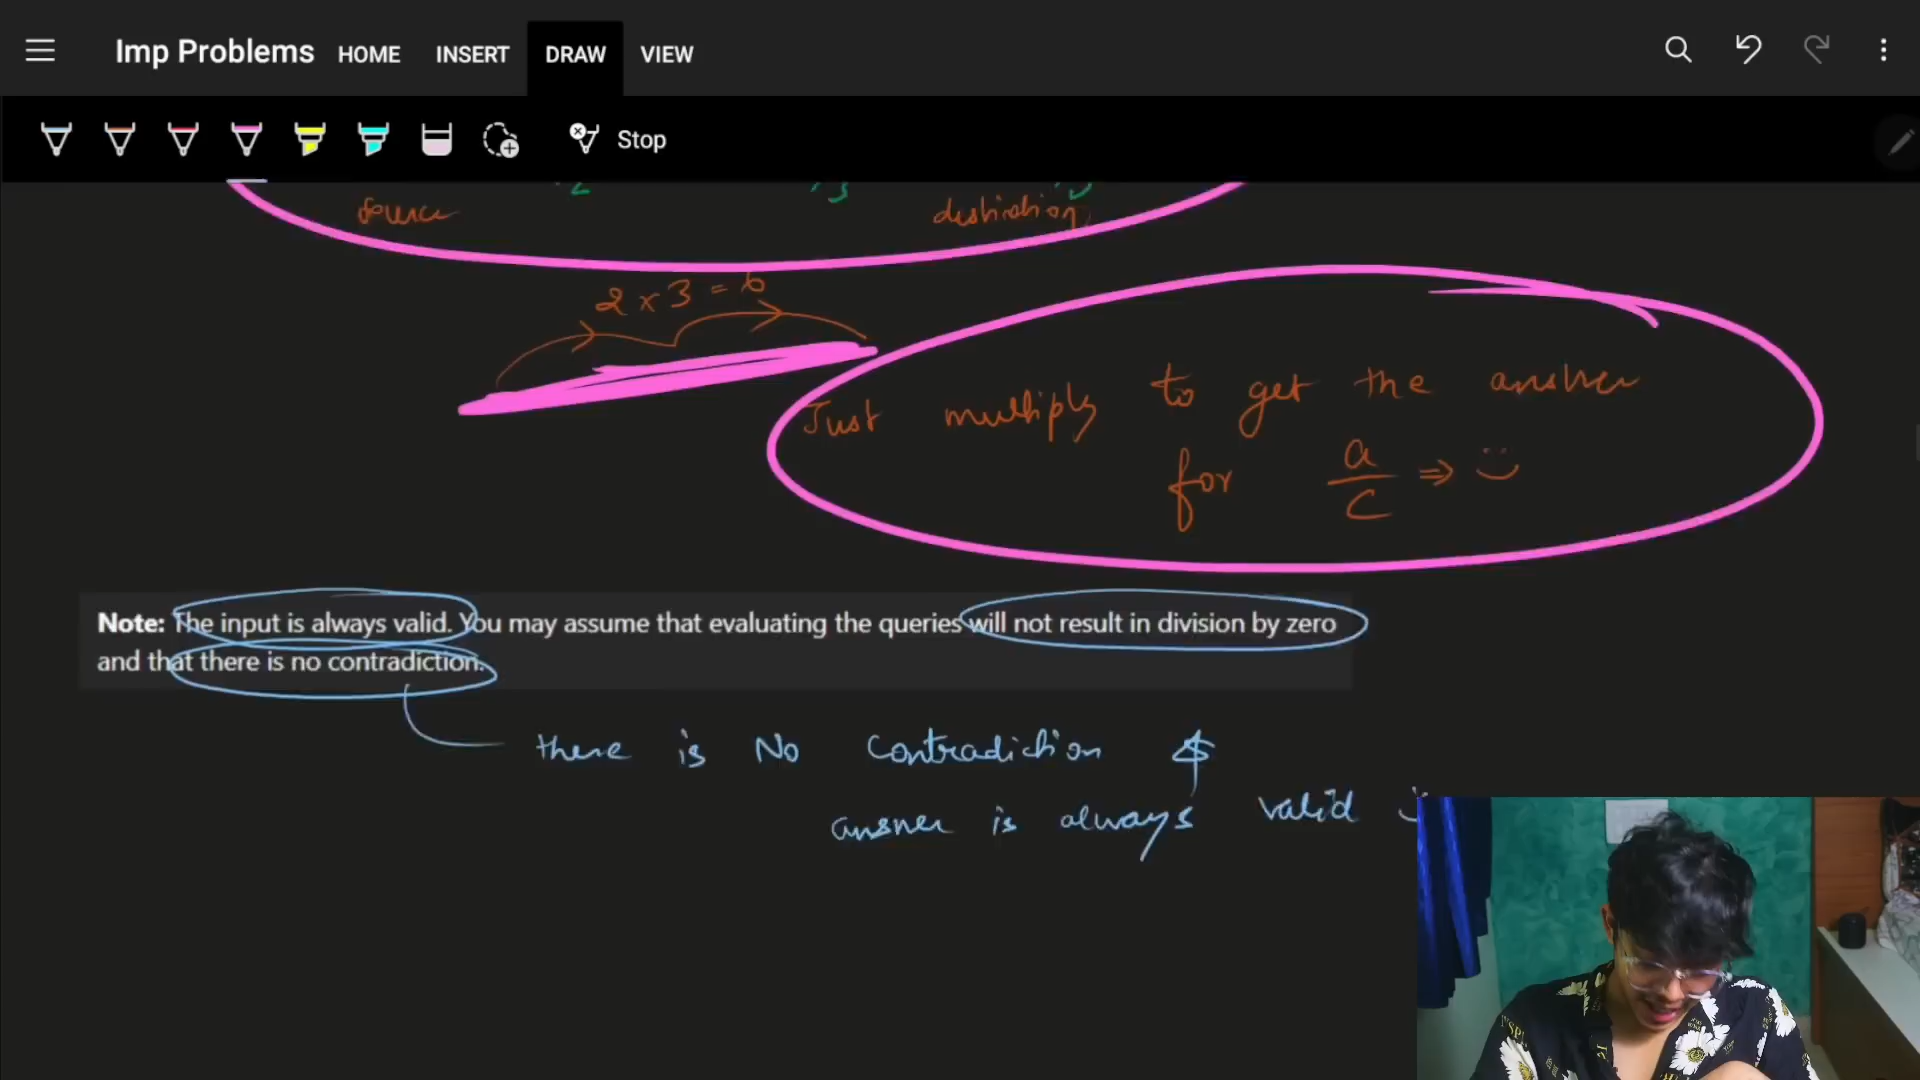 Imp Problems HOME INSERT DRAW VIEW
Stop
2 3
source destination
2 x 3 = 6
Just multiply to get the answer
for a/c ⇒
Note: The input is always valid. You may assume that evaluating the queries will not result in division by zero
and that there is no contradiction.
there is No contradiction &
answer is always valid